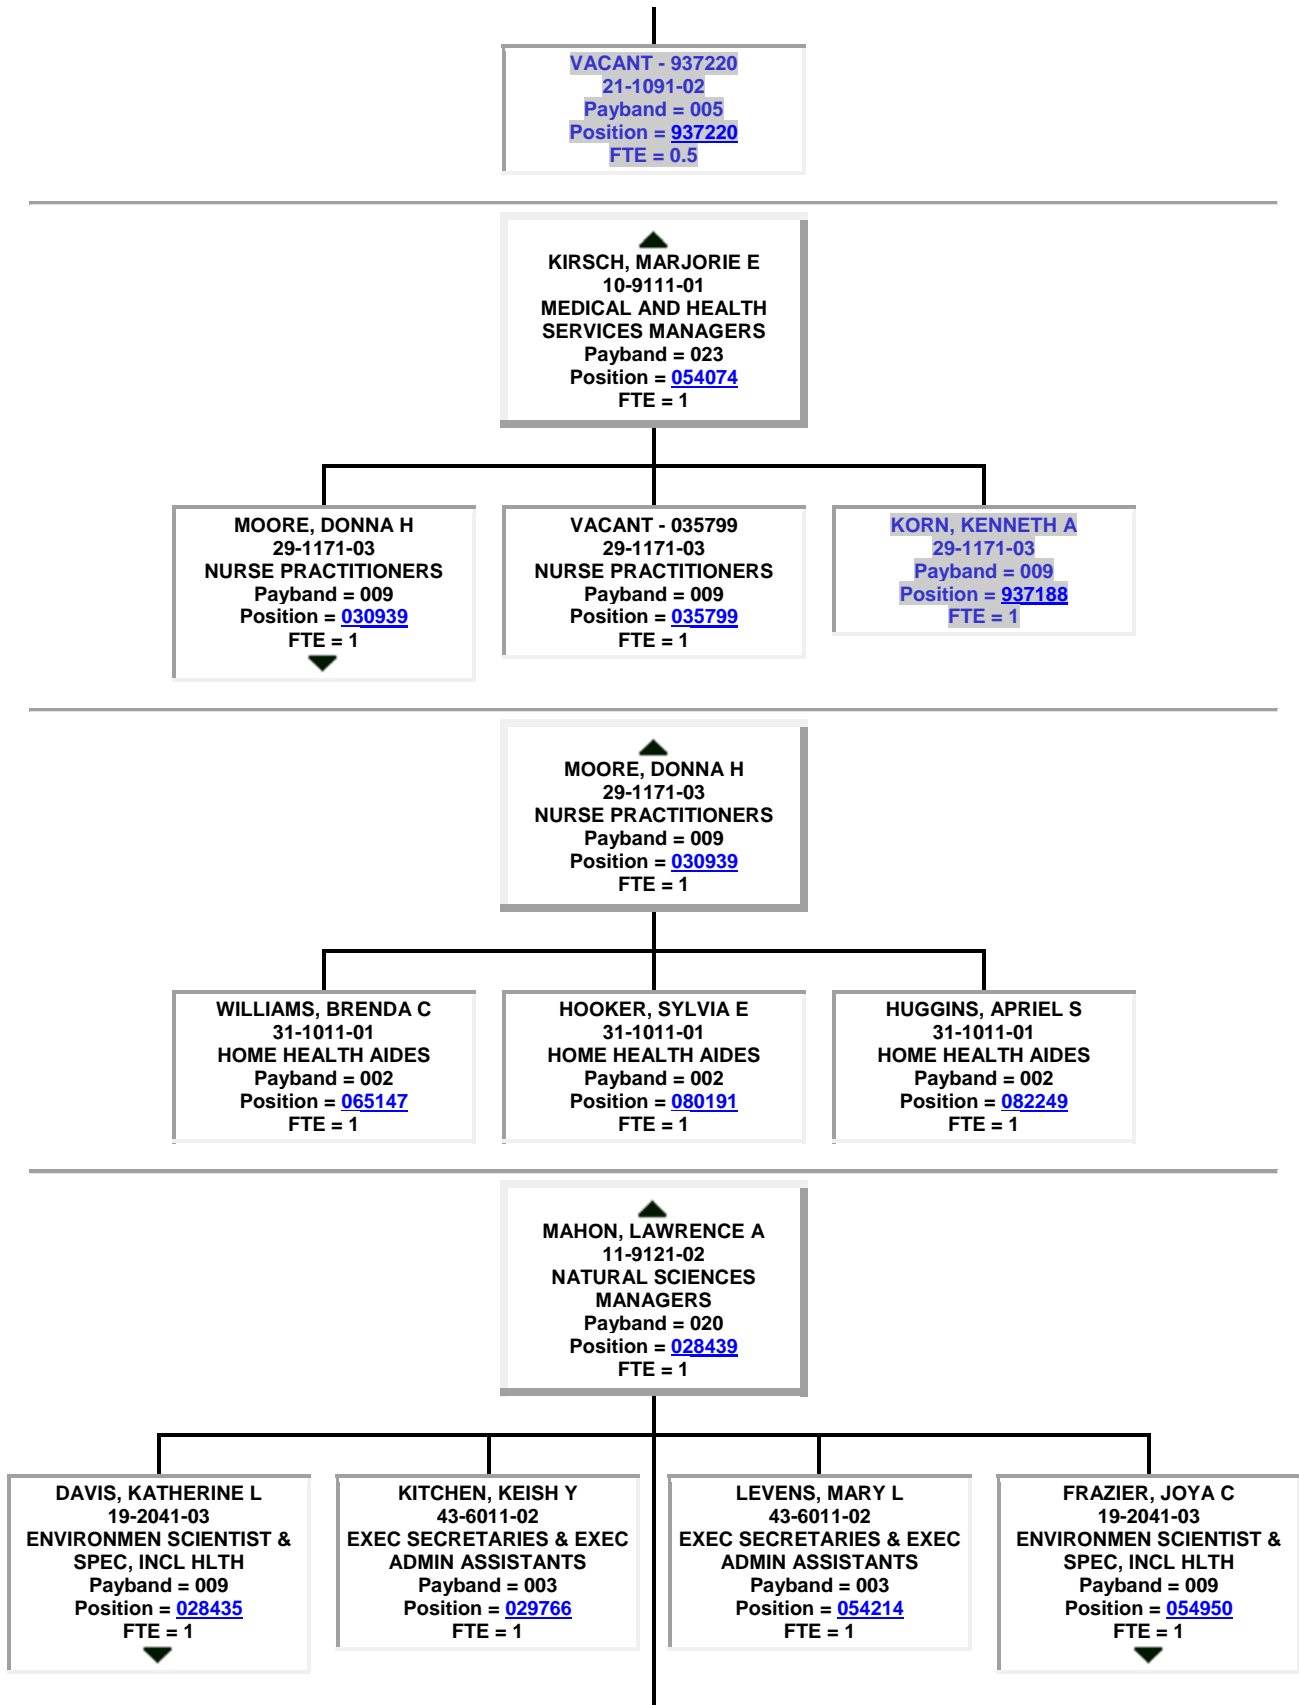 VACANT - 937220
21-1091-02
Payband = 005
Position = 937220
FTE = 0.5
KIRSCH, MARJORIE E
10-9111-01
MEDICAL AND HEALTH
SERVICES MANAGERS
Payband = 023
Position = 054074
FTE = 1
MOORE, DONNA H
29-1171-03
NURSE PRACTITIONERS
Payband = 009
Position = 030939
FTE = 1
VACANT - 035799
29-1171-03
NURSE PRACTITIONERS
Payband = 009
Position = 035799
FTE = 1
KORN, KENNETH A
29-1171-03
Payband = 009
Position = 937188
FTE = 1
MOORE, DONNA H
29-1171-03
NURSE PRACTITIONERS
Payband = 009
Position = 030939
FTE = 1
WILLIAMS, BRENDA C
31-1011-01
HOME HEALTH AIDES
Payband = 002
Position = 065147
FTE = 1
HOOKER, SYLVIA E
31-1011-01
HOME HEALTH AIDES
Payband = 002
Position = 080191
FTE = 1
HUGGINS, APRIEL S
31-1011-01
HOME HEALTH AIDES
Payband = 002
Position = 082249
FTE = 1
MAHON, LAWRENCE A
11-9121-02
NATURAL SCIENCES
MANAGERS
Payband = 020
Position = 028439
FTE = 1
DAVIS, KATHERINE L
19-2041-03
ENVIRONMEN SCIENTIST &
SPEC, INCL HLTH
Payband = 009
Position = 028435
FTE = 1
KITCHEN, KEISH Y
43-6011-02
EXEC SECRETARIES & EXEC
ADMIN ASSISTANTS
Payband = 003
Position = 029766
FTE = 1
LEVENS, MARY L
43-6011-02
EXEC SECRETARIES & EXEC
ADMIN ASSISTANTS
Payband = 003
Position = 054214
FTE = 1
FRAZIER, JOYA C
19-2041-03
ENVIRONMEN SCIENTIST &
SPEC, INCL HLTH
Payband = 009
Position = 054950
FTE = 1